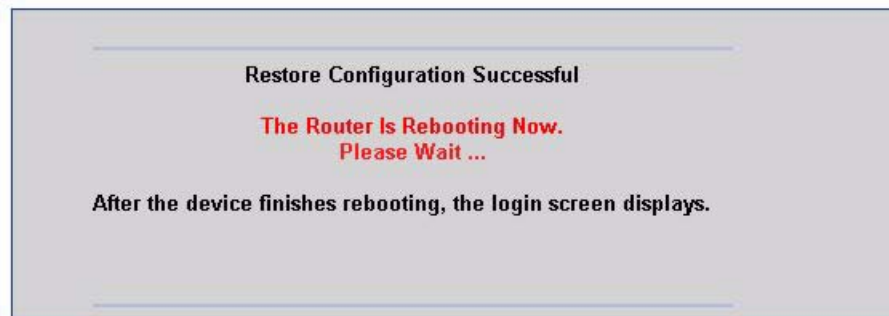 Restore Configuration Successful
The Router Is Rebooting Now.
Please Wait ...
After the device finishes rebooting, the login screen displays.